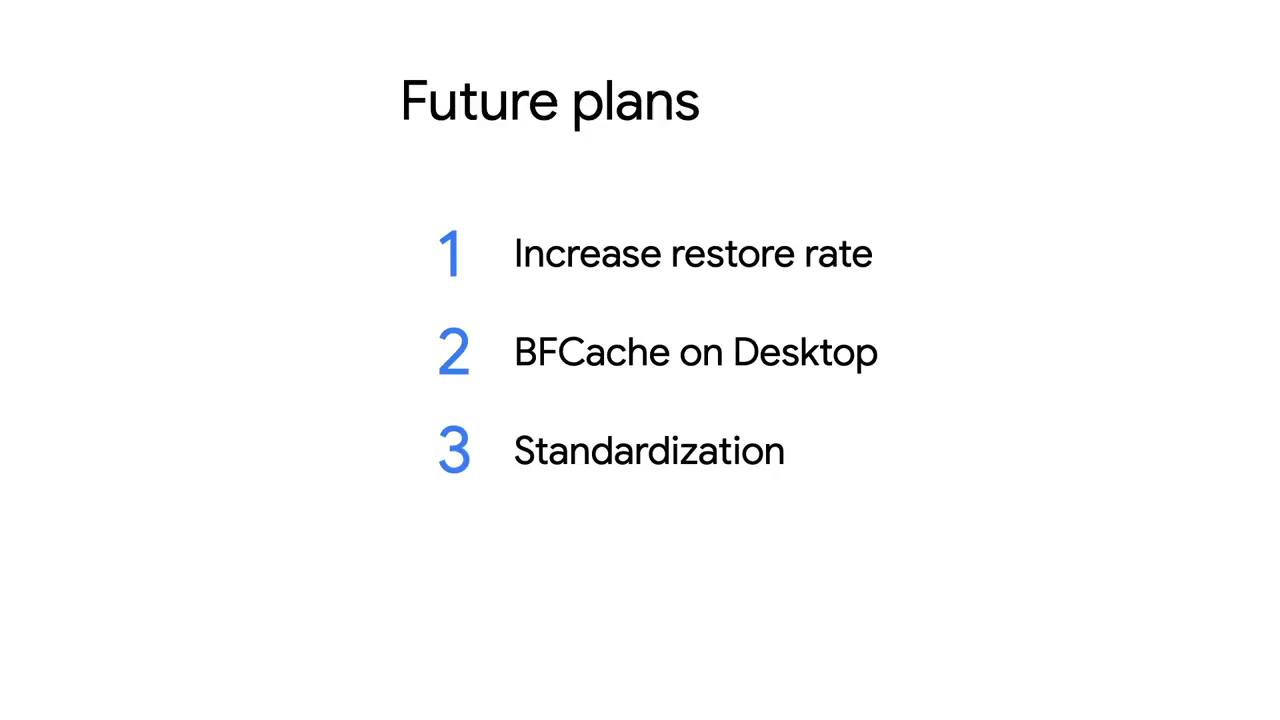 Future plans
1 Increase restore rate
2 BFCache on Desktop
3 Standardization